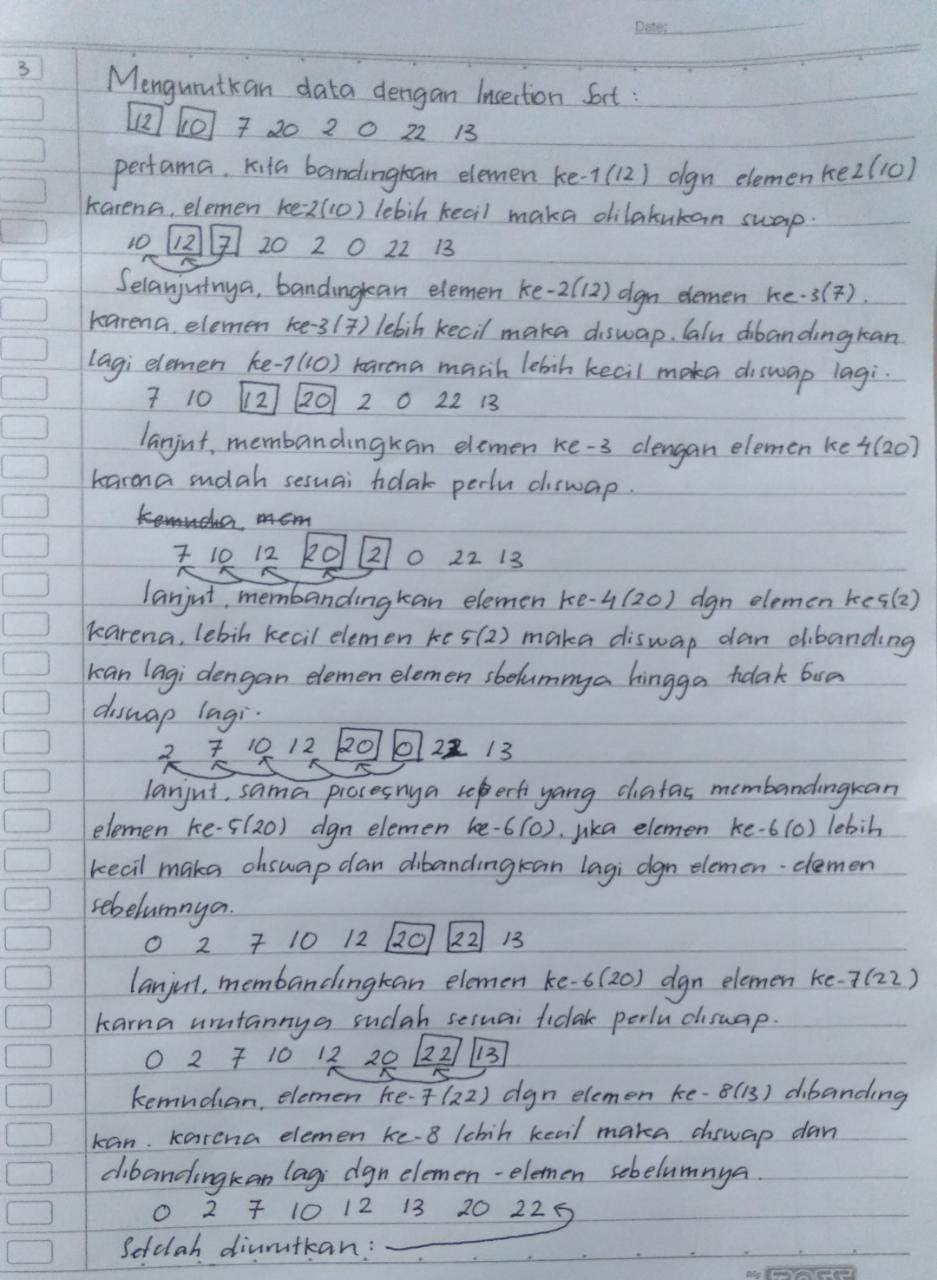 Date:
3
Mengurutkan data dengan Insection Sort :
12 10 7 20 2 0 22 13
pertama, kita bandingkan elemen ke-1(12) dgn elemen ke2(10)
karena, elemen ke-2(10) lebih kecil maka dilakukan swap.
10 12 7 20 2 0 22 13
Selanjutnya, bandingkan elemen ke-2(12) dgn elemen ke-3(7).
karena, elemen ke-3(7) lebih kecil maka diswap, lalu dibandingkan
lagi elemen ke-1(10) karena masih lebih kecil maka diswap lagi.
7 10 12 20 2 0 22 13
lanjut, membandingkan elemen ke-3 dengan elemen ke 4(20)
karena sudah sesuai tidak perlu diswap.
kemudia, mem
7 10 12 20 2 0 22 13
lanjut, membandingkan elemen ke-4(20) dgn elemen ke5(2)
karena, lebih kecil elemen ke 5(2) maka diswap dan dibanding
kan lagi dengan elemen elemen sbelumnya hingga tidak bisa
diswap lagi.
2 7 10 12 20 0 22 13
lanjut, sama prosesnya seperti yang diatas membandingkan
elemen ke-5(20) dgn elemen ke-6(0), jika elemen ke-6(0) lebih
kecil maka diswap dan dibandingkan lagi dgn elemen-elemen
sebelumnya.
0 2 7 10 12 20 22 13
lanjut, membandingkan elemen ke-6(20) dgn elemen ke-7(22)
karna urutannya sudah sesuai tidak perlu diswap.
0 2 7 10 12 20 22 13
kemudian, elemen ke-7(22) dgn elemen ke-8(13) dibanding
kan. karena elemen ke-8 lebih kecil maka diswap dan
dibandingkan lagi dgn elemen-elemen sebelumnya.
0 2 7 10 12 13 20 22
Setelah diurutkan :